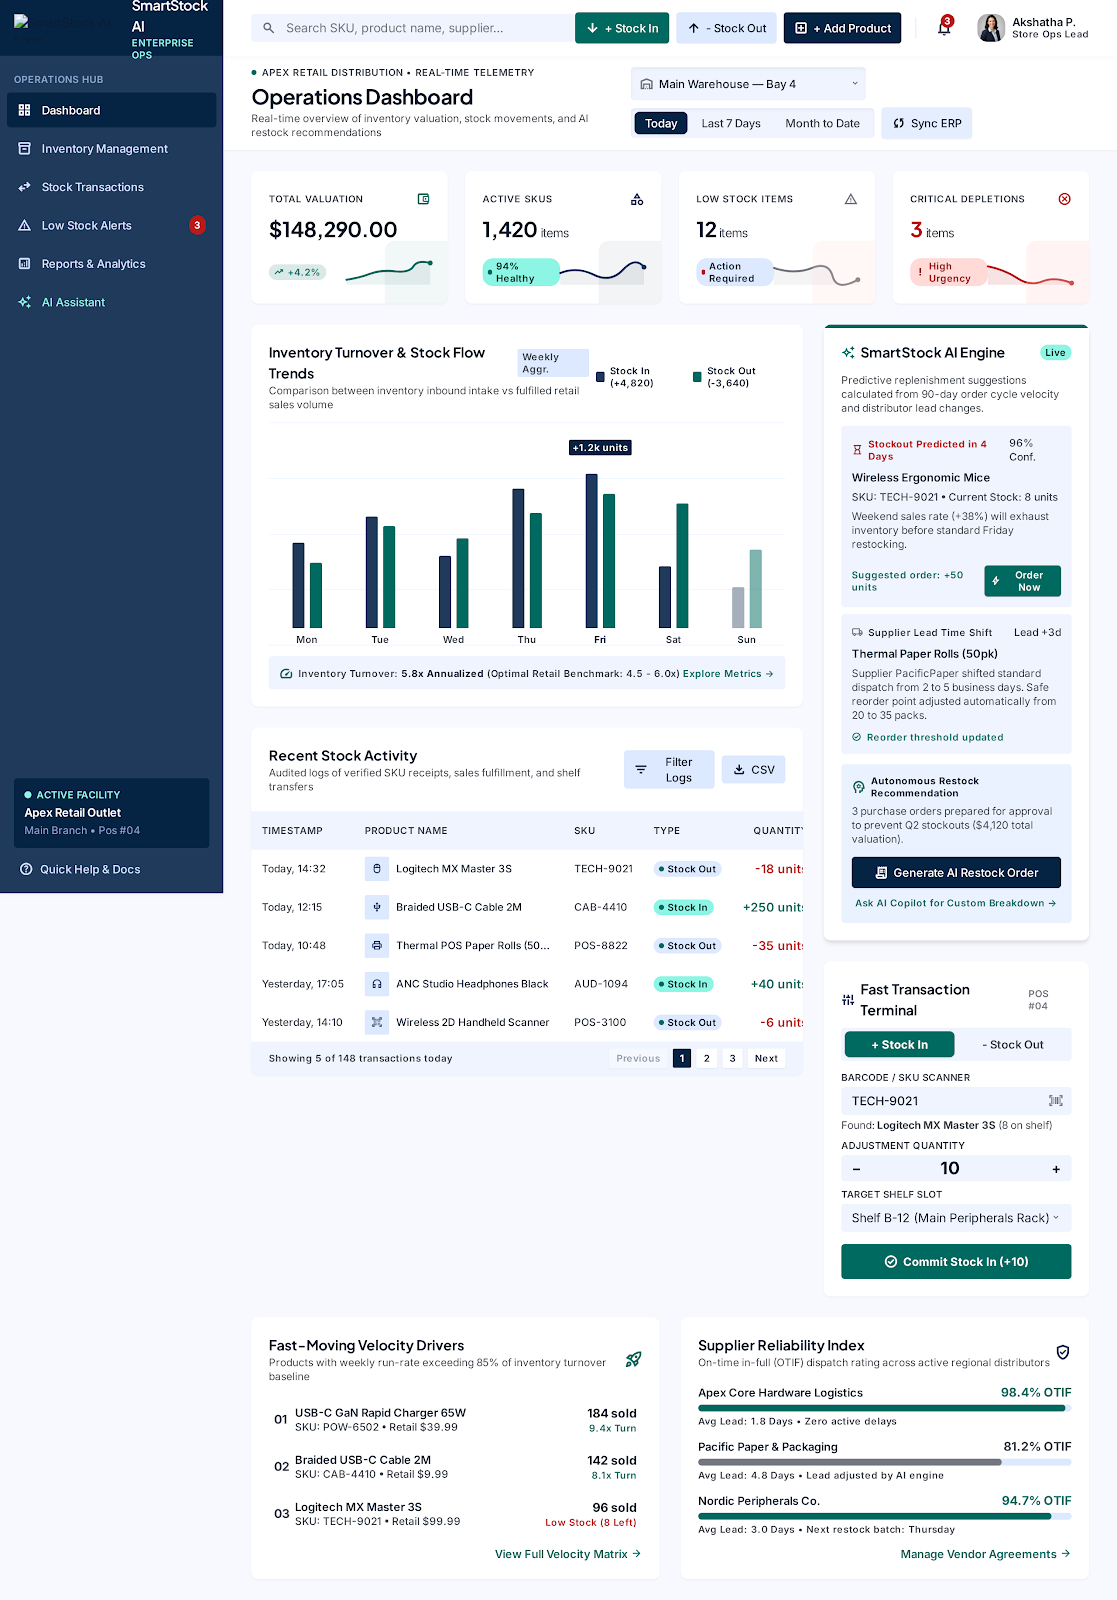 SmartStock
AI
ENTERPRISE
OPS
OPERATIONS HUB
Dashboard
Inventory Management
Stock Transactions
Low Stock Alerts
3
Reports & Analytics
AI Assistant
ACTIVE FACILITY
Apex Retail Outlet
Main Branch • Pos #04
Quick Help & Docs
Search SKU, product name, supplier...
+ Stock In
- Stock Out
+ Add Product
3
Akshatha P.
Store Ops Lead
APEX RETAIL DISTRIBUTION • REAL-TIME TELEMETRY
Operations Dashboard
Real-time overview of inventory valuation, stock movements, and AI
restock recommendations
Main Warehouse — Bay 4
Today
Last 7 Days
Month to Date
Sync ERP
TOTAL VALUATION
$148,290.00
+4.2%
ACTIVE SKUS
1,420 items
94%
Healthy
LOW STOCK ITEMS
12 items
Action
Required
CRITICAL DEPLETIONS
3 items
! High
Urgency
Inventory Turnover & Stock Flow
Trends
Comparison between inventory inbound intake vs fulfilled retail
sales volume
Weekly
Aggr.
Stock In
(+4,820)
Stock Out
(-3,640)
+1.2k units
Mon
Tue
Wed
Thu
Fri
Sat
Sun
Inventory Turnover: 5.8x Annualized (Optimal Retail Benchmark: 4.5 - 6.0x) Explore Metrics →
SmartStock AI Engine
Live
Predictive replenishment suggestions
calculated from 90-day order cycle velocity
and distributor lead changes.
Stockout Predicted in 4
Days
96%
Conf.
Wireless Ergonomic Mice
SKU: TECH-9021 • Current Stock: 8 units
Weekend sales rate (+38%) will exhaust
inventory before standard Friday
restocking.
Suggested order: +50
units
Order
Now
Supplier Lead Time Shift
Lead +3d
Thermal Paper Rolls (50pk)
Supplier PacificPaper shifted standard
dispatch from 2 to 5 business days. Safe
reorder point adjusted automatically from
20 to 35 packs.
Reorder threshold updated
Autonomous Restock
Recommendation
3 purchase orders prepared for approval
to prevent Q2 stockouts ($4,120 total
valuation).
Generate AI Restock Order
Ask AI Copilot for Custom Breakdown →
Recent Stock Activity
Audited logs of verified SKU receipts, sales fulfillment, and shelf
transfers
Filter
Logs
CSV
TIMESTAMP PRODUCT NAME SKU TYPE QUANTITY
Today, 14:32 Logitech MX Master 3S TECH-9021 Stock Out -18 units
Today, 12:15 Braided USB-C Cable 2M CAB-4410 Stock In +250 units
Today, 10:48 Thermal POS Paper Rolls (50... POS-8822 Stock Out -35 units
Yesterday, 17:05 ANC Studio Headphones Black AUD-1094 Stock In +40 units
Yesterday, 14:10 Wireless 2D Handheld Scanner POS-3100 Stock Out -6 units
Showing 5 of 148 transactions today
Previous 1 2 3 Next
Fast Transaction
Terminal
POS
#04
+ Stock In
- Stock Out
BARCODE / SKU SCANNER
TECH-9021
Found: Logitech MX Master 3S (8 on shelf)
ADJUSTMENT QUANTITY
− 10 +
TARGET SHELF SLOT
Shelf B-12 (Main Peripherals Rack)
Commit Stock In (+10)
Fast-Moving Velocity Drivers
Products with weekly run-rate exceeding 85% of inventory turnover
baseline
01 USB-C GaN Rapid Charger 65W 184 sold
SKU: POW-6502 • Retail $39.99 9.4x Turn
02 Braided USB-C Cable 2M 142 sold
SKU: CAB-4410 • Retail $9.99 8.1x Turn
03 Logitech MX Master 3S 96 sold
SKU: TECH-9021 • Retail $99.99 Low Stock (8 Left)
View Full Velocity Matrix →
Supplier Reliability Index
On-time in-full (OTIF) dispatch rating across active regional distributors
Apex Core Hardware Logistics 98.4% OTIF
Avg Lead: 1.8 Days • Zero active delays
Pacific Paper & Packaging 81.2% OTIF
Avg Lead: 4.8 Days • Lead adjusted by AI engine
Nordic Peripherals Co. 94.7% OTIF
Avg Lead: 3.0 Days • Next restock batch: Thursday
Manage Vendor Agreements →